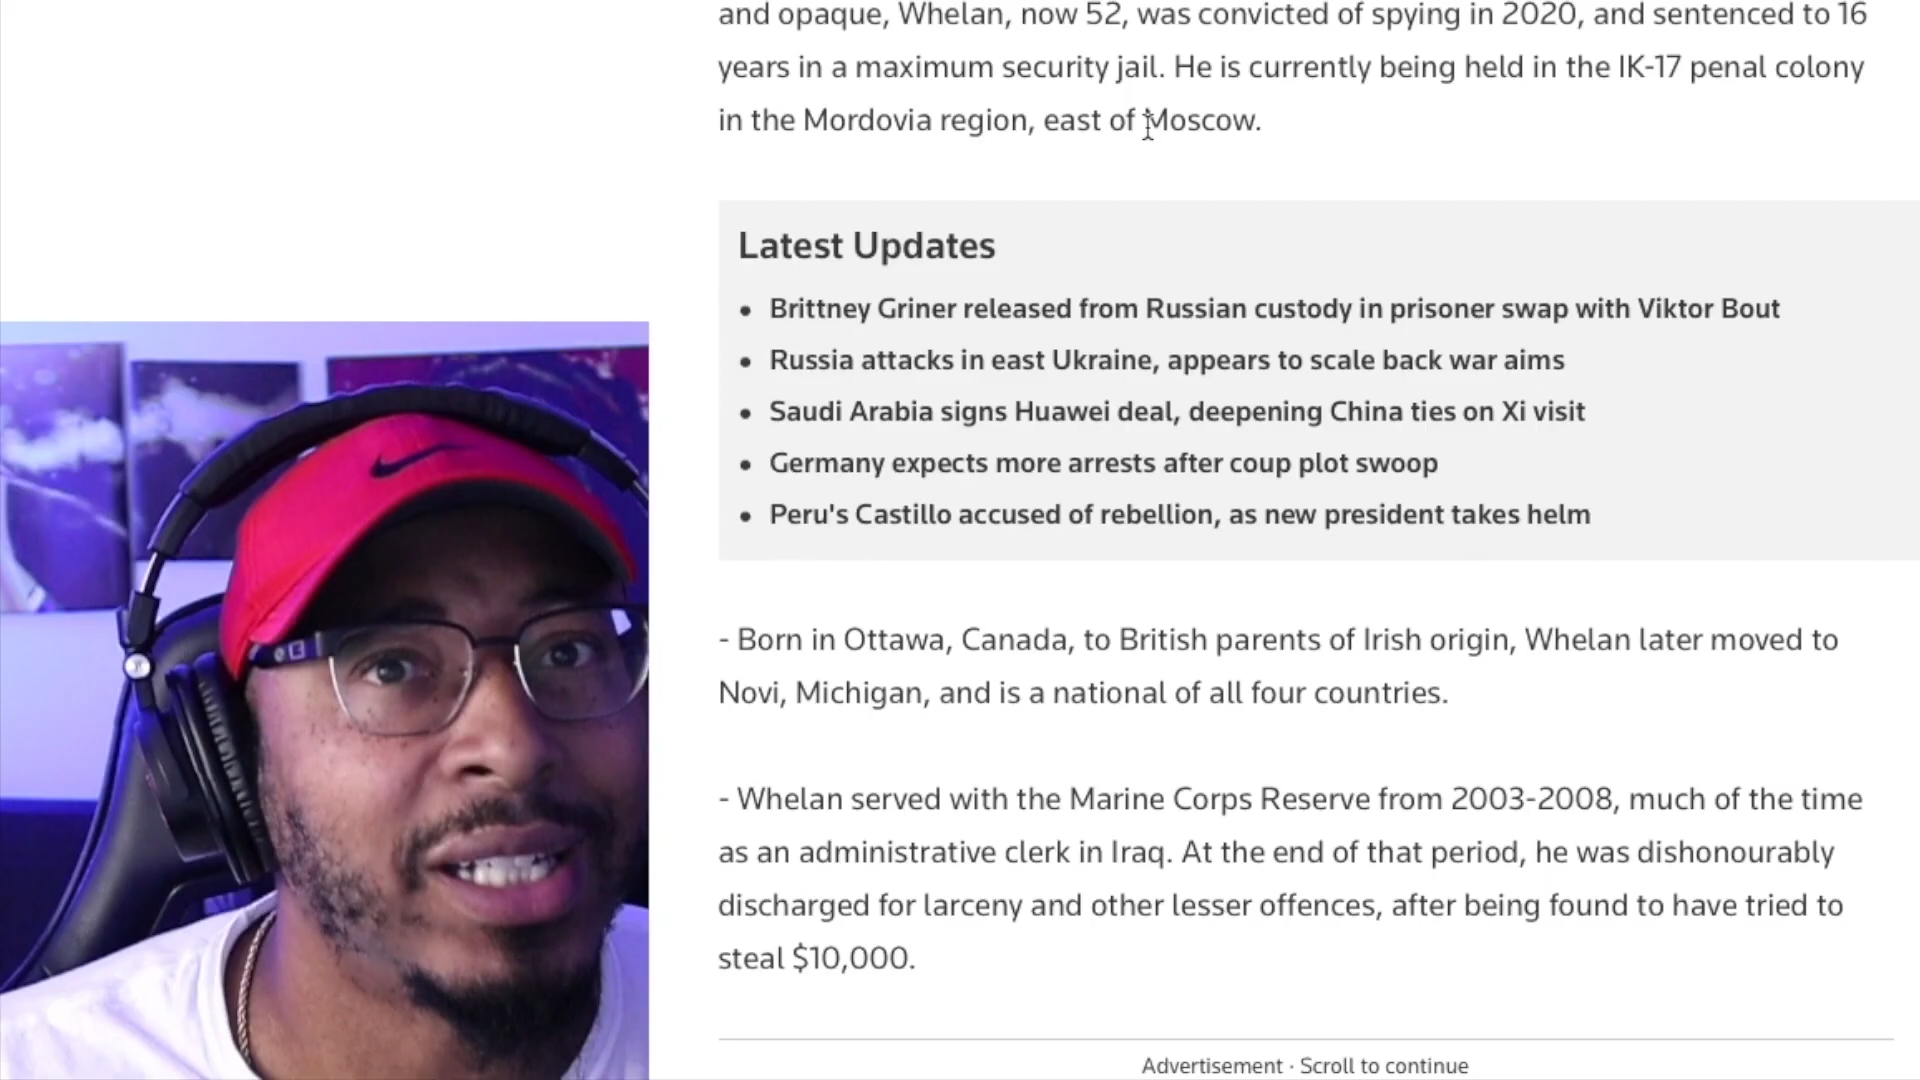 and opaque, Whelan, now 52, was convicted of spying in 2020, and sentenced to 16
years in a maximum security jail. He is currently being held in the IK-17 penal colony
in the Mordovia region, east of Moscow.
Latest Updates
• Brittney Griner released from Russian custody in prisoner swap with Viktor Bout
• Russia attacks in east Ukraine, appears to scale back war aims
• Saudi Arabia signs Huawei deal, deepening China ties on Xi visit
• Germany expects more arrests after coup plot swoop
• Peru's Castillo accused of rebellion, as new president takes helm
- Born in Ottawa, Canada, to British parents of Irish origin, Whelan later moved to
Novi, Michigan, and is a national of all four countries.
- Whelan served with the Marine Corps Reserve from 2003-2008, much of the time
as an administrative clerk in Iraq. At the end of that period, he was dishonourably
discharged for larceny and other lesser offences, after being found to have tried to
steal $10,000.
Advertisement · Scroll to continue